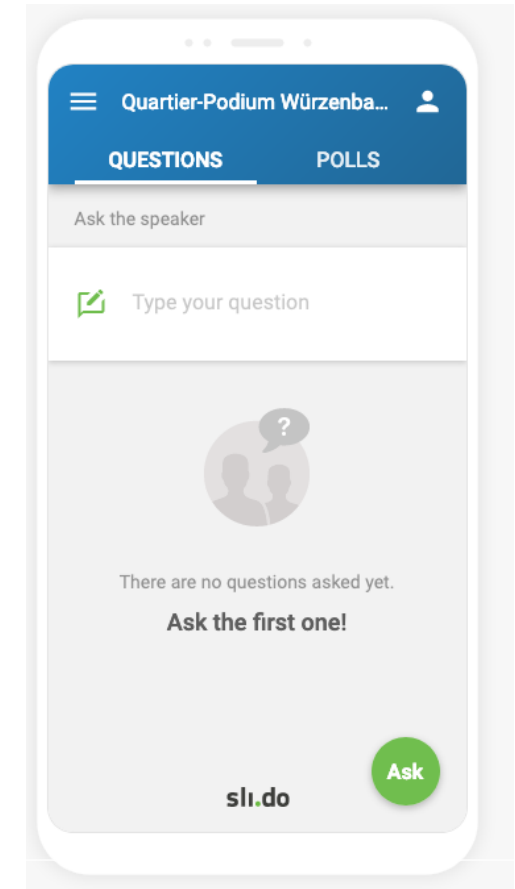 Quartier-Podium Würzenba...
QUESTIONS POLLS
Ask the speaker
Type your question
?
There are no questions asked yet.
Ask the first one!
Ask
slı.do